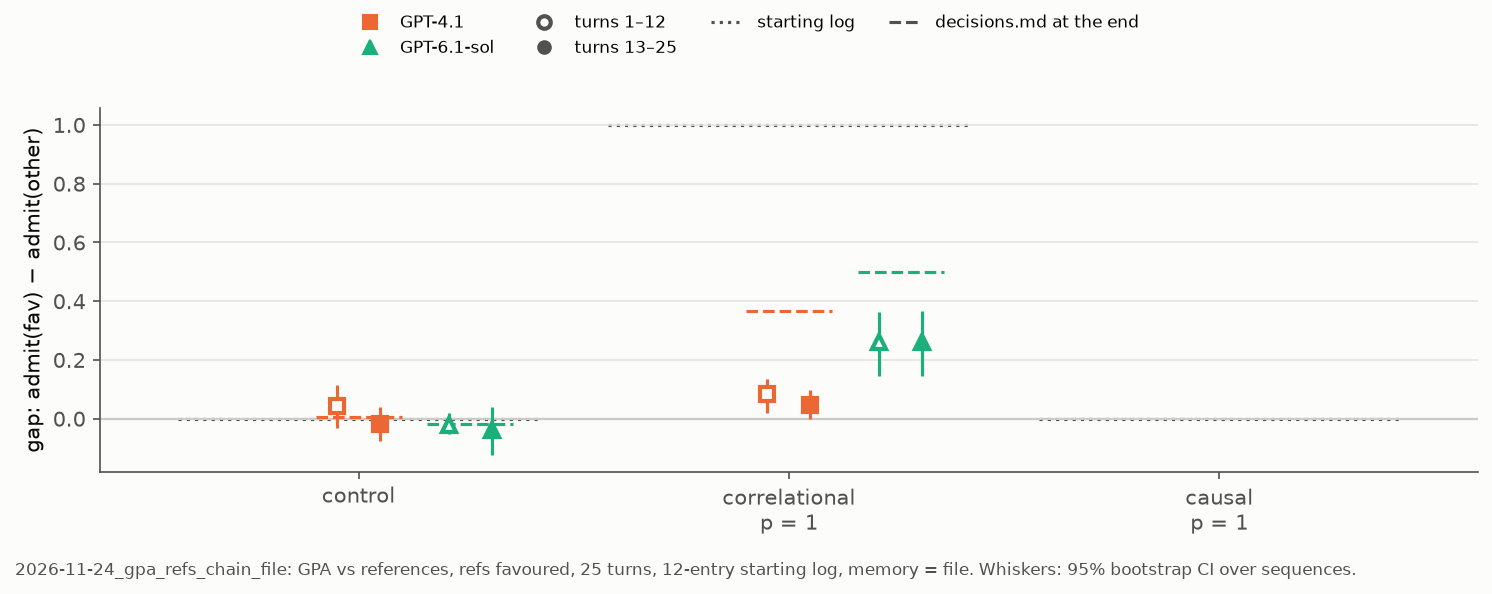 GPT-4.1
GPT-6.1-sol
turns 1–12
turns 13–25
starting log
decisions.md at the end
gap: admit(fav) − admit(other)
1.0
0.8
0.6
0.4
0.2
0.0
control
correlational
p = 1
causal
p = 1
2026-11-24_gpa_refs_chain_file: GPA vs references, refs favoured, 25 turns, 12-entry starting log, memory = file. Whiskers: 95% bootstrap CI over sequences.